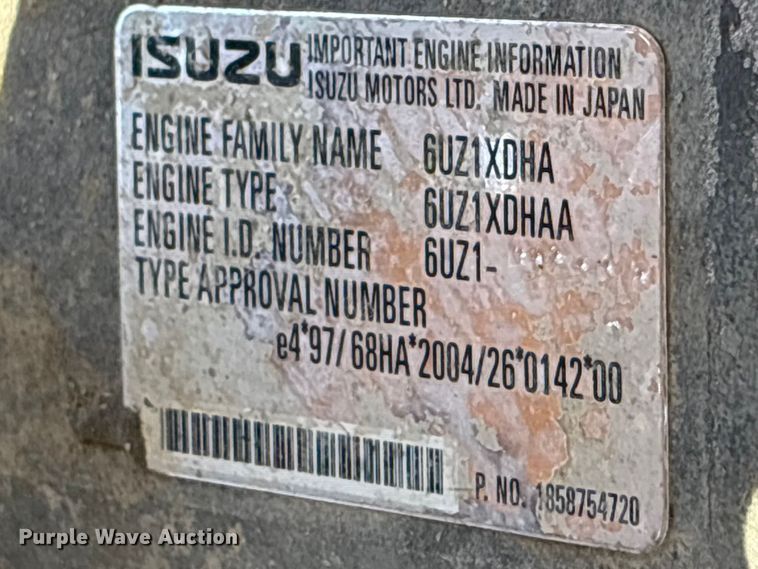 ISUZU IMPORTANT ENGINE INFORMATION
ISUZU MOTORS LTD. MADE IN JAPAN
ENGINE FAMILY NAME 6UZ1XDHA
ENGINE TYPE 6UZ1XDHAA
ENGINE I.D. NUMBER 6UZ1-
TYPE APPROVAL NUMBER
e4*97/68HA*2004/26*0142*00
P. NO. 1858754720
Purple Wave Auction